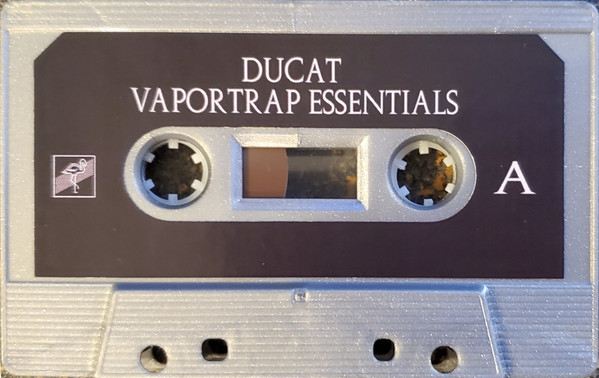 DUCAT
VAPORTRAP ESSENTIALS
A